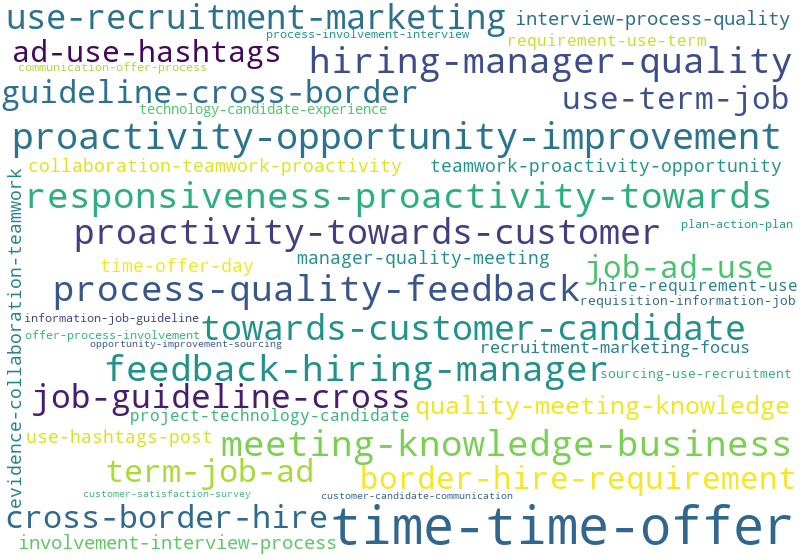 use-recruitment-marketing
interview-process-quality
process-involvement-interview
requirement-use-term
ad-use-hashtags
hiring-manager-quality
communication-offer-process
guideline-cross-border
use-term-job
technology-candidate-experience
proactivity-opportunity-improvement
collaboration-teamwork-proactivity
teamwork-proactivity-opportunity
evidence-collaboration-teamwork
responsiveness-proactivity-towards
proactivity-towards-customer
plan-action-plan
time-offer-day
manager-quality-meeting
job-ad-use
process-quality-feedback
hire-requirement-use
requisition-information-job
information-job-guideline
towards-customer-candidate
offer-process-involvement
opportunity-improvement-sourcing
recruitment-marketing-focus
feedback-hiring-manager
sourcing-use-recruitment
job-guideline-cross
quality-meeting-knowledge
project-technology-candidate
use-hashtags-post
meeting-knowledge-business
term-job-ad
border-hire-requirement
customer-satisfaction-survey
customer-candidate-communication
cross-border-hire
time-time-offer
involvement-interview-process